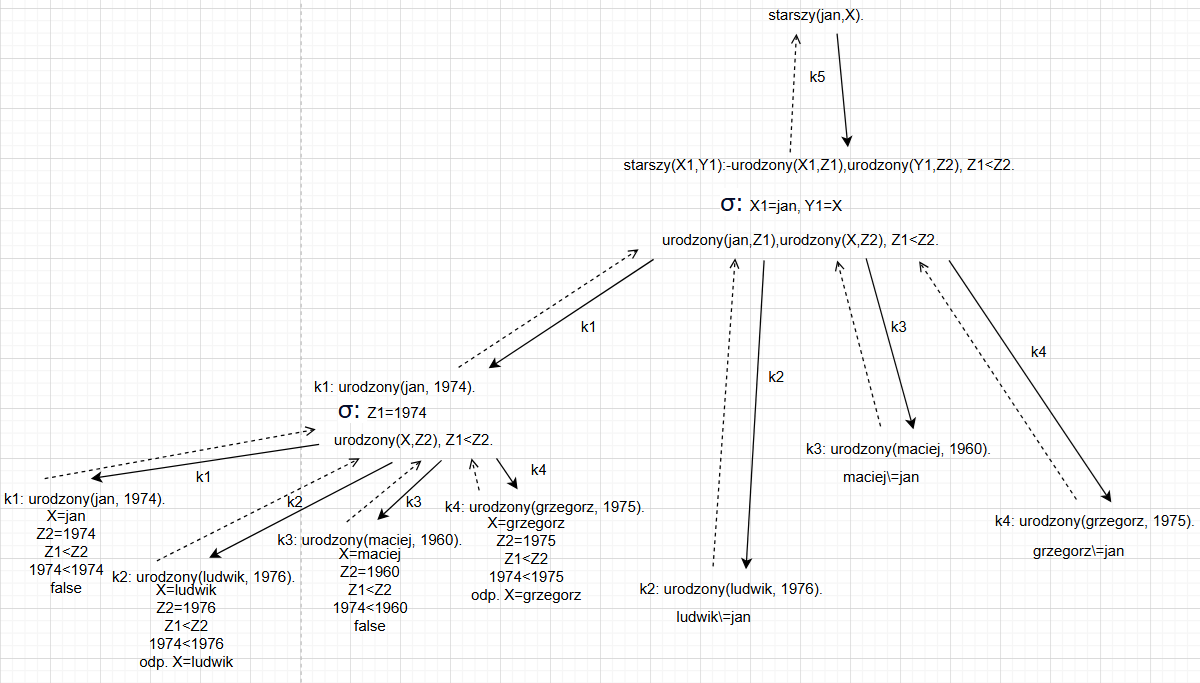 starszy(jan,X).
k5
starszy(X1,Y1):-urodzony(X1,Z1),urodzony(Y1,Z2), Z1<Z2.
σ: X1=jan, Y1=X
urodzony(jan,Z1),urodzony(X,Z2), Z1<Z2.
k1
k2
k3
k4
k1: urodzony(jan, 1974).
σ: Z1=1974
urodzony(X,Z2), Z1<Z2.
k1
k2
k3
k4
k1: urodzony(jan, 1974).
X=jan
Z2=1974
Z1<Z2
1974<1974
false
k2: urodzony(ludwik, 1976).
X=ludwik
Z2=1976
Z1<Z2
1974<1976
odp. X=ludwik
k3: urodzony(maciej, 1960).
X=maciej
Z2=1960
Z1<Z2
1974<1960
false
k4: urodzony(grzegorz, 1975).
X=grzegorz
Z2=1975
Z1<Z2
1974<1975
odp. X=grzegorz
k2: urodzony(ludwik, 1976).
ludwik\=jan
k3: urodzony(maciej, 1960).
maciej\=jan
k4: urodzony(grzegorz, 1975).
grzegorz\=jan